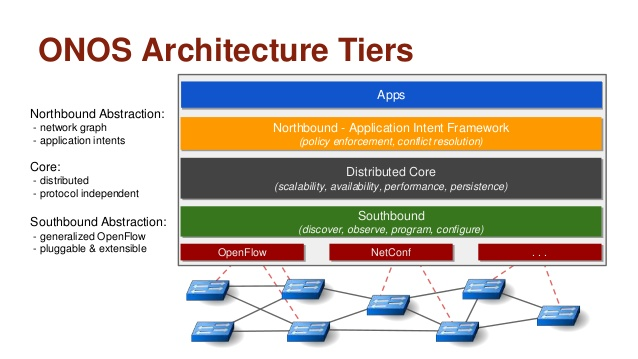 ONOS Architecture Tiers
Northbound Abstraction:
- network graph
- application intents
Core:
- distributed
- protocol independent
Southbound Abstraction:
- generalized OpenFlow
- pluggable & extensible
Apps
Northbound - Application Intent Framework
(policy enforcement, conflict resolution)
Distributed Core
(scalability, availability, performance, persistence)
Southbound
(discover, observe, program, configure)
OpenFlow
NetConf
. . .